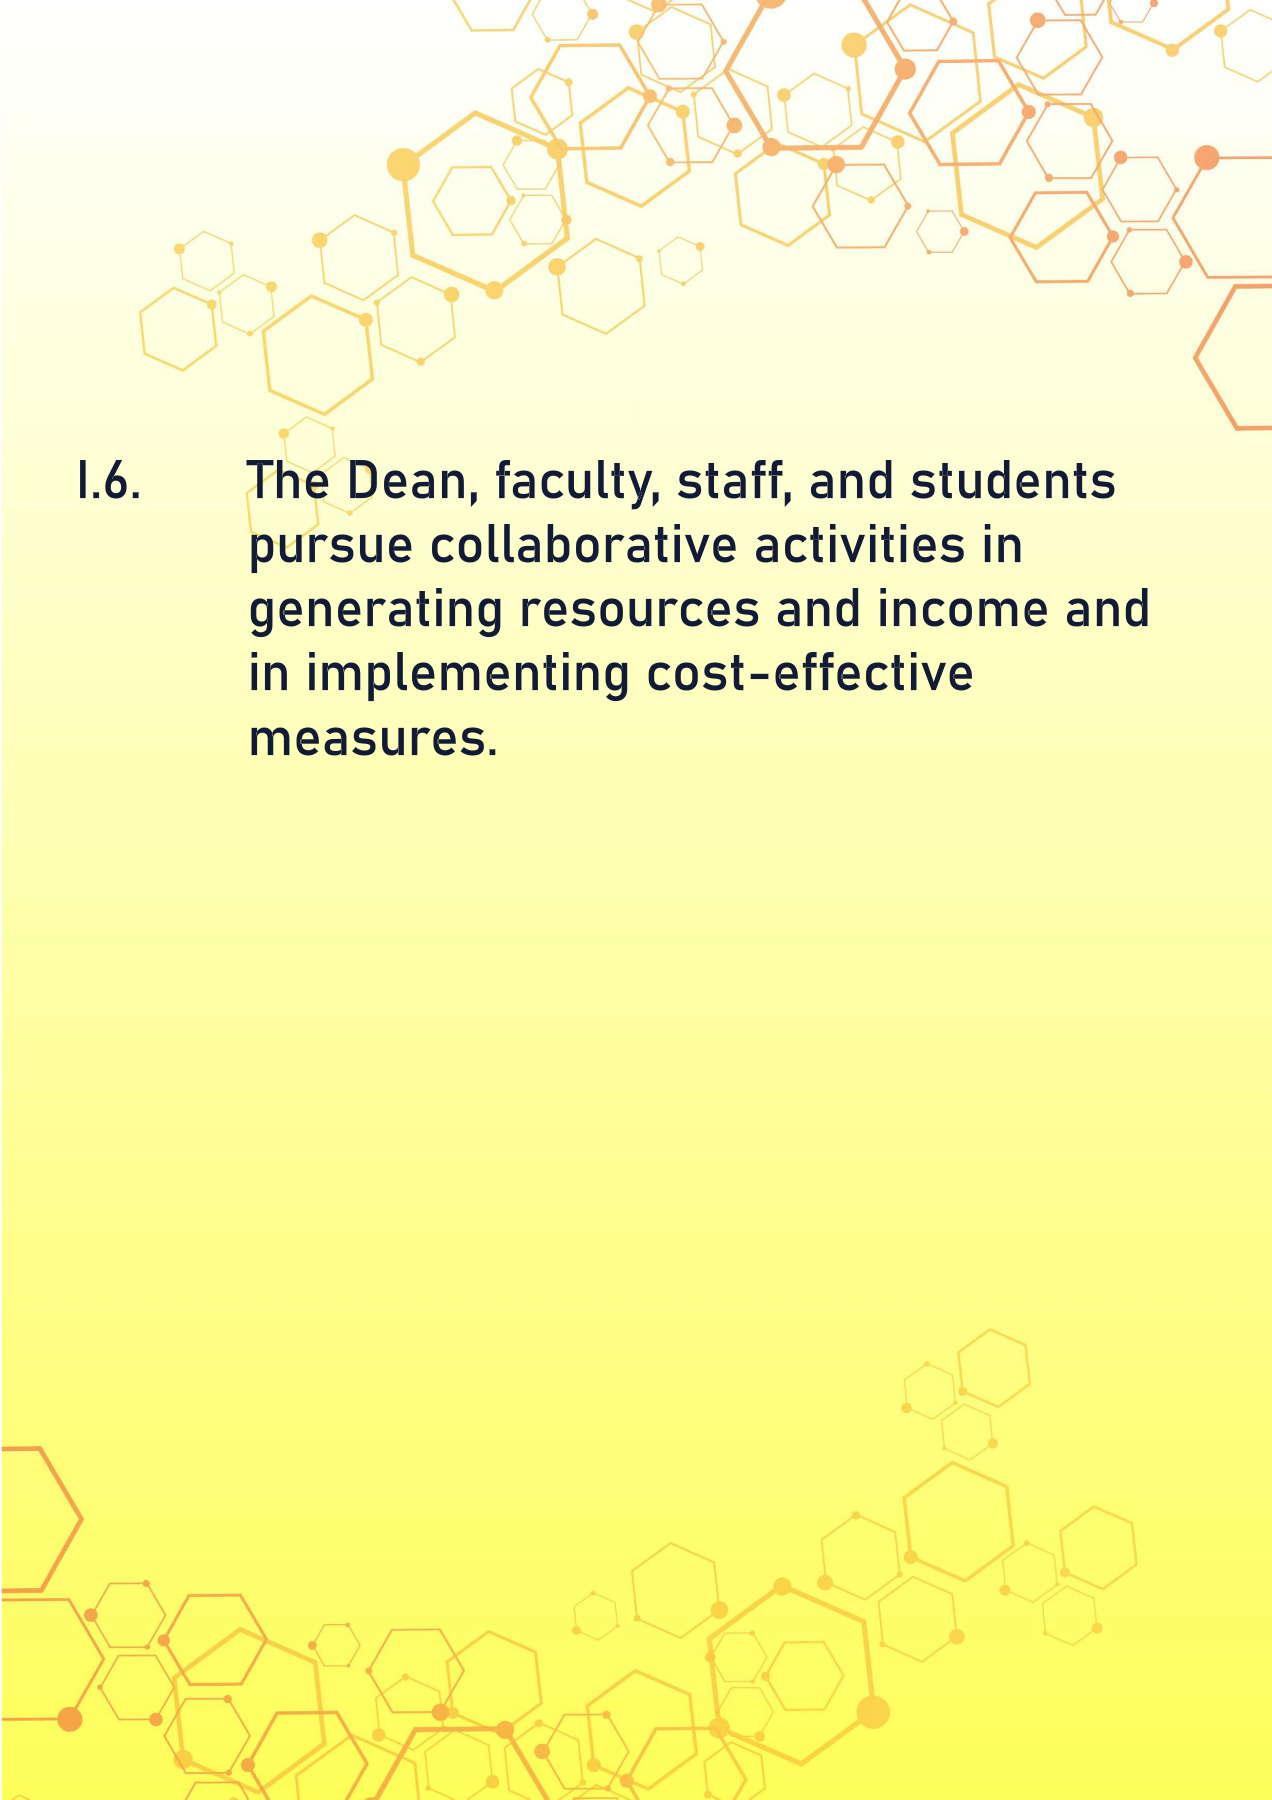 I.6. The Dean, faculty, staff, and students
pursue collaborative activities in
generating resources and income and
in implementing cost-effective
measures.